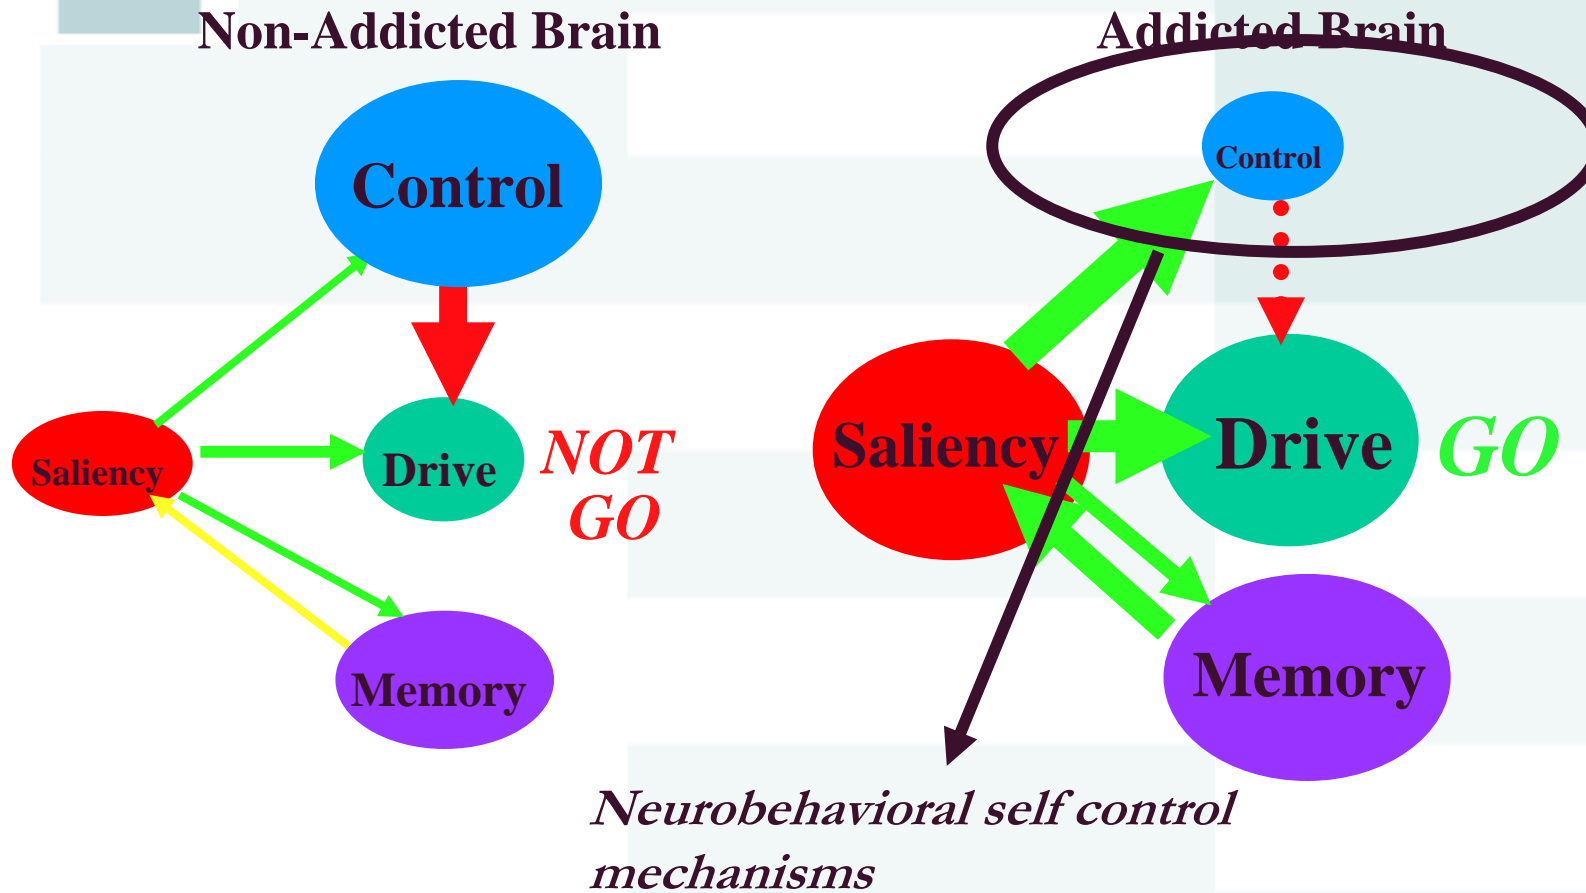 Non-Addicted Brain
Control
Saliency
Drive
NOT
GO
Memory
Addicted Brain
Control
Saliency
Drive
GO
Memory
Neurobehavioral self control
mechanisms